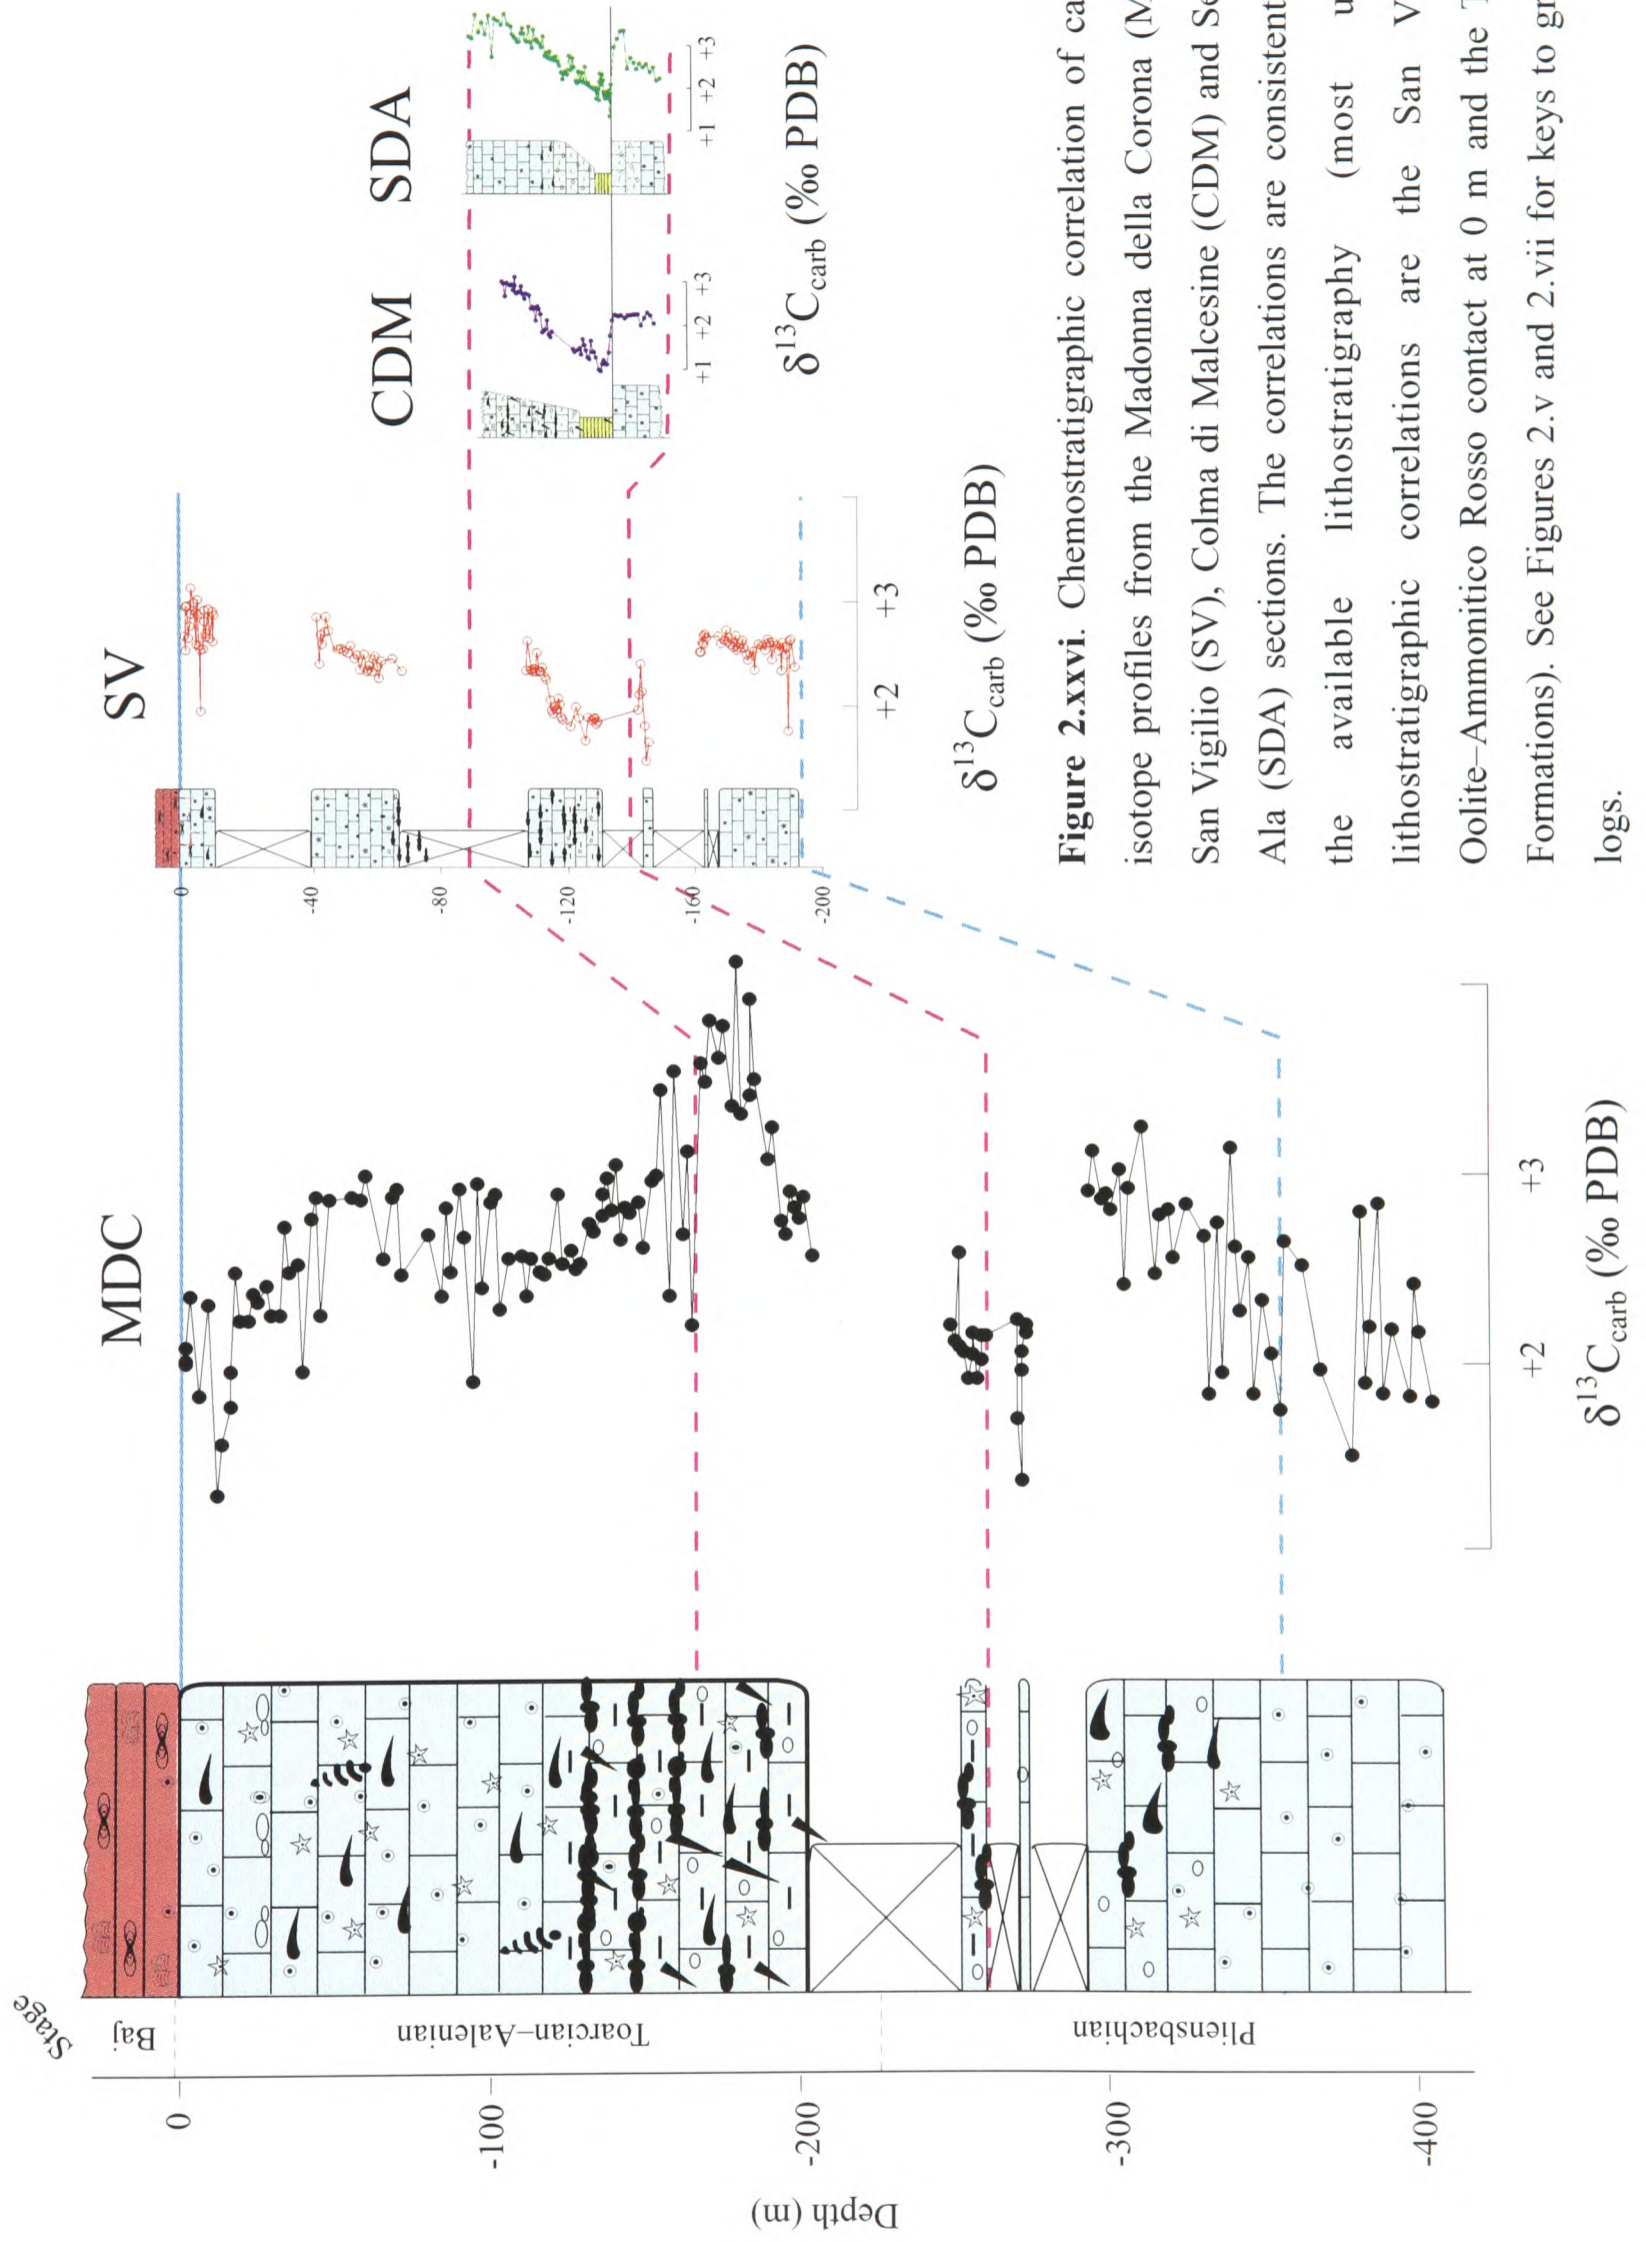 MDC
SV
CDM
SDA
Stage
Baj
Toarcian–Aalenian
Pliensbachian
Depth (m)
0
-100
-200
-300
-400
+2
+3
δ13Ccarb (‰ PDB)
0
-40
-80
-120
-160
-200
+2
+3
δ13Ccarb (‰ PDB)
+1
+2
+3
+1
+2
+3
δ13Ccarb (‰ PDB)
Figure 2.xxvi. Chemostratigraphic correlation of
isotope profiles from the Madonna della Corona
San Vigilio (SV), Colma di Malcesine (CDM) and
Ala (SDA) sections. The correlations are consistent
the available lithostratigraphy (most
lithostratigraphic correlations are the San
Oolite–Ammonitico Rosso contact at 0 m and the
Formations). See Figures 2.v and 2.vii for keys to
logs.